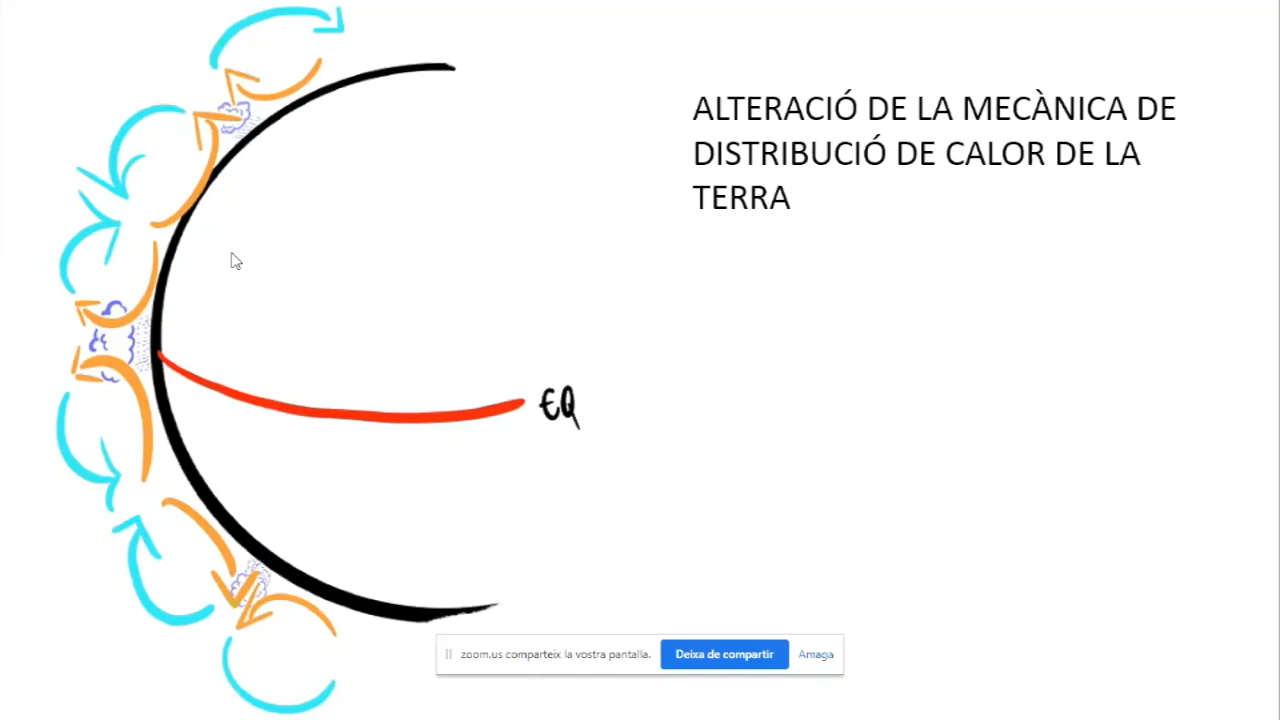 ALTERACIÓ DE LA MECÀNICA DE
DISTRIBUCIÓ DE CALOR DE LA
TERRA
EQ
zoom.us comparteix la vostra pantalla. Deixa de compartir Amaga